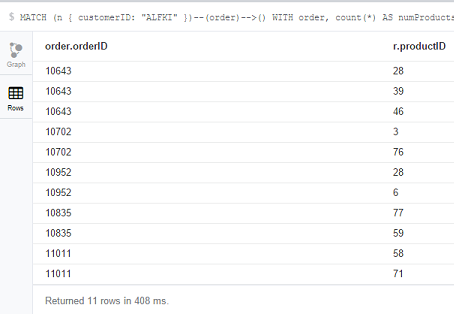 $ MATCH (n { customerID: "ALFKI" })--(order)-->() WITH order, count(*) AS numProducts
order.orderID r.productID
Graph
10643 28
10643 39
Rows
10643 46
10702 3
10702 76
10952 28
10952 6
10835 77
10835 59
11011 58
11011 71
Returned 11 rows in 408 ms.